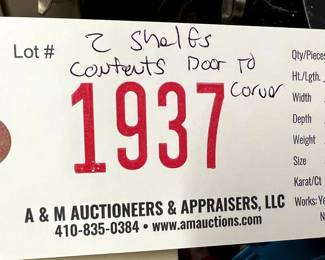 2 Shelfs
Lot #
Contents Door to
Corner
1937
A & M AUCTIONEERS & APPRAISERS, LLC
410-835-0384 • www.amauctions.com
Qty/Pieces
Ht./Lgth.
Width
Depth
Weight
Size
Karat/Ct
Works: Ye
N